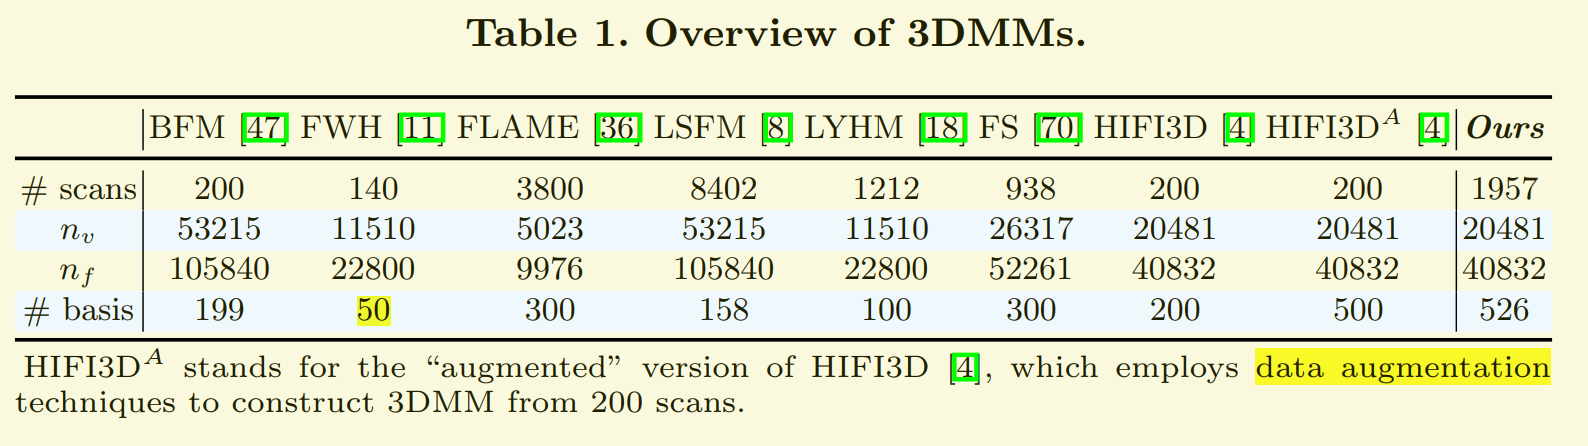 Table 1. Overview of 3DMMs.
BFM [47] FWH [11] FLAME [36] LSFM [8] LYHM [18] FS [70] HIFI3D [4] HIFI3D^A [4] Ours
# scans 200 140 3800 8402 1212 938 200 200 1957
n_v 53215 11510 5023 53215 11510 26317 20481 20481 20481
n_f 105840 22800 9976 105840 22800 52261 40832 40832 40832
# basis 199 50 300 158 100 300 200 500 526
HIFI3D^A stands for the “augmented” version of HIFI3D [4], which employs data augmentation
techniques to construct 3DMM from 200 scans.